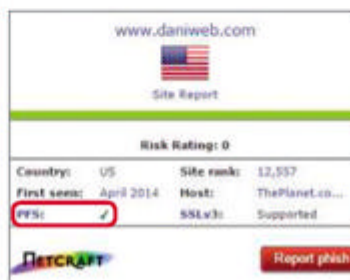 www.daniweb.com
Site Report
Risk Rating: 0
Country: US Site rank: 12,557
First seen: April 2014 Host: ThePlanet.co...
PFS: ✓ SSLv3: Supported
NETCRAFT Report phish